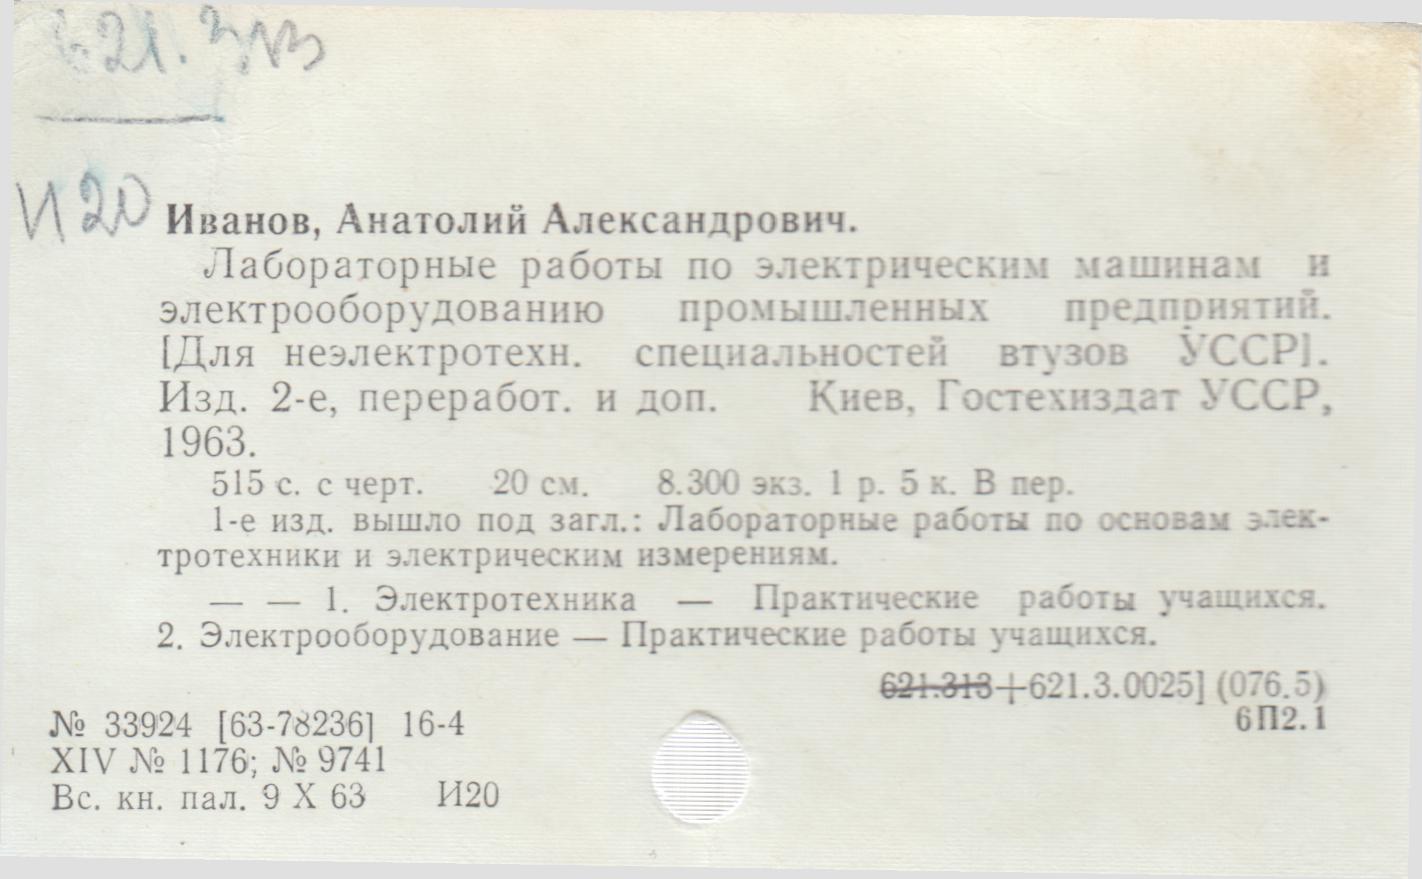 621.313
И20
Иванов, Анатолий Александрович.
Лабораторные работы по электрическим машинам и
электрооборудованию промышленных предприятий.
[Для неэлектротехн. специальностей втузов УССР].
Изд. 2-е, переработ. и доп. Киев, Гостехиздат УССР,
1963.
515 с. с черт. 20 см. 8.300 экз. 1 р. 5 к. В пер.
1-е изд. вышло под загл.: Лабораторные работы по основам элек-
тротехники и электрическим измерениям.
— — 1. Электротехника — Практические работы учащихся.
2. Электрооборудование — Практические работы учащихся.
621.313+621.3.0025] (076.5)
6П2.1
№ 33924 [63-78236] 16-4
XIV № 1176; № 9741
Вс. кн. пал. 9 X 63 И20